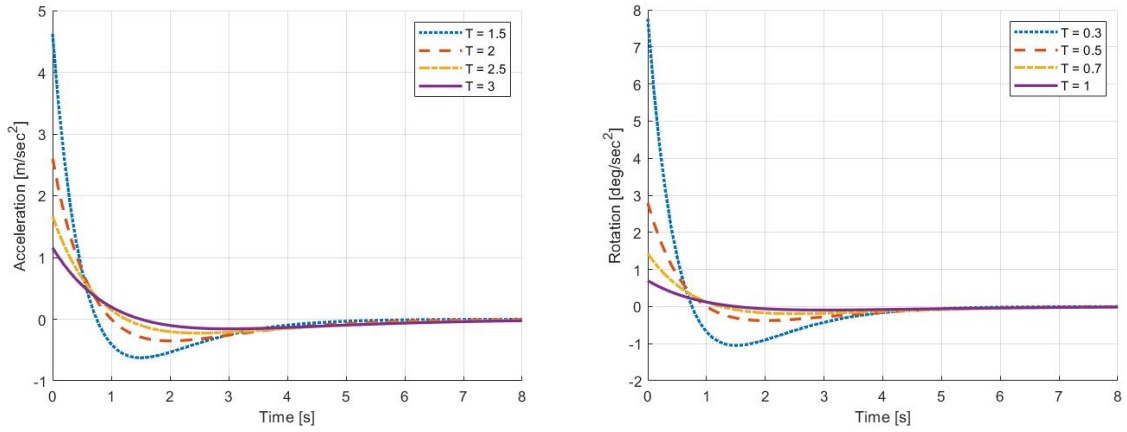 5
4
3
2
1
0
-1
Acceleration [m/sec²]
T = 1.5
T = 2
T = 2.5
T = 3
0 1 2 3 4 5 6 7 8
Time [s]
8
7
6
5
4
3
2
1
0
-1
-2
Rotation [deg/sec²]
T = 0.3
T = 0.5
T = 0.7
T = 1
0 1 2 3 4 5 6 7 8
Time [s]